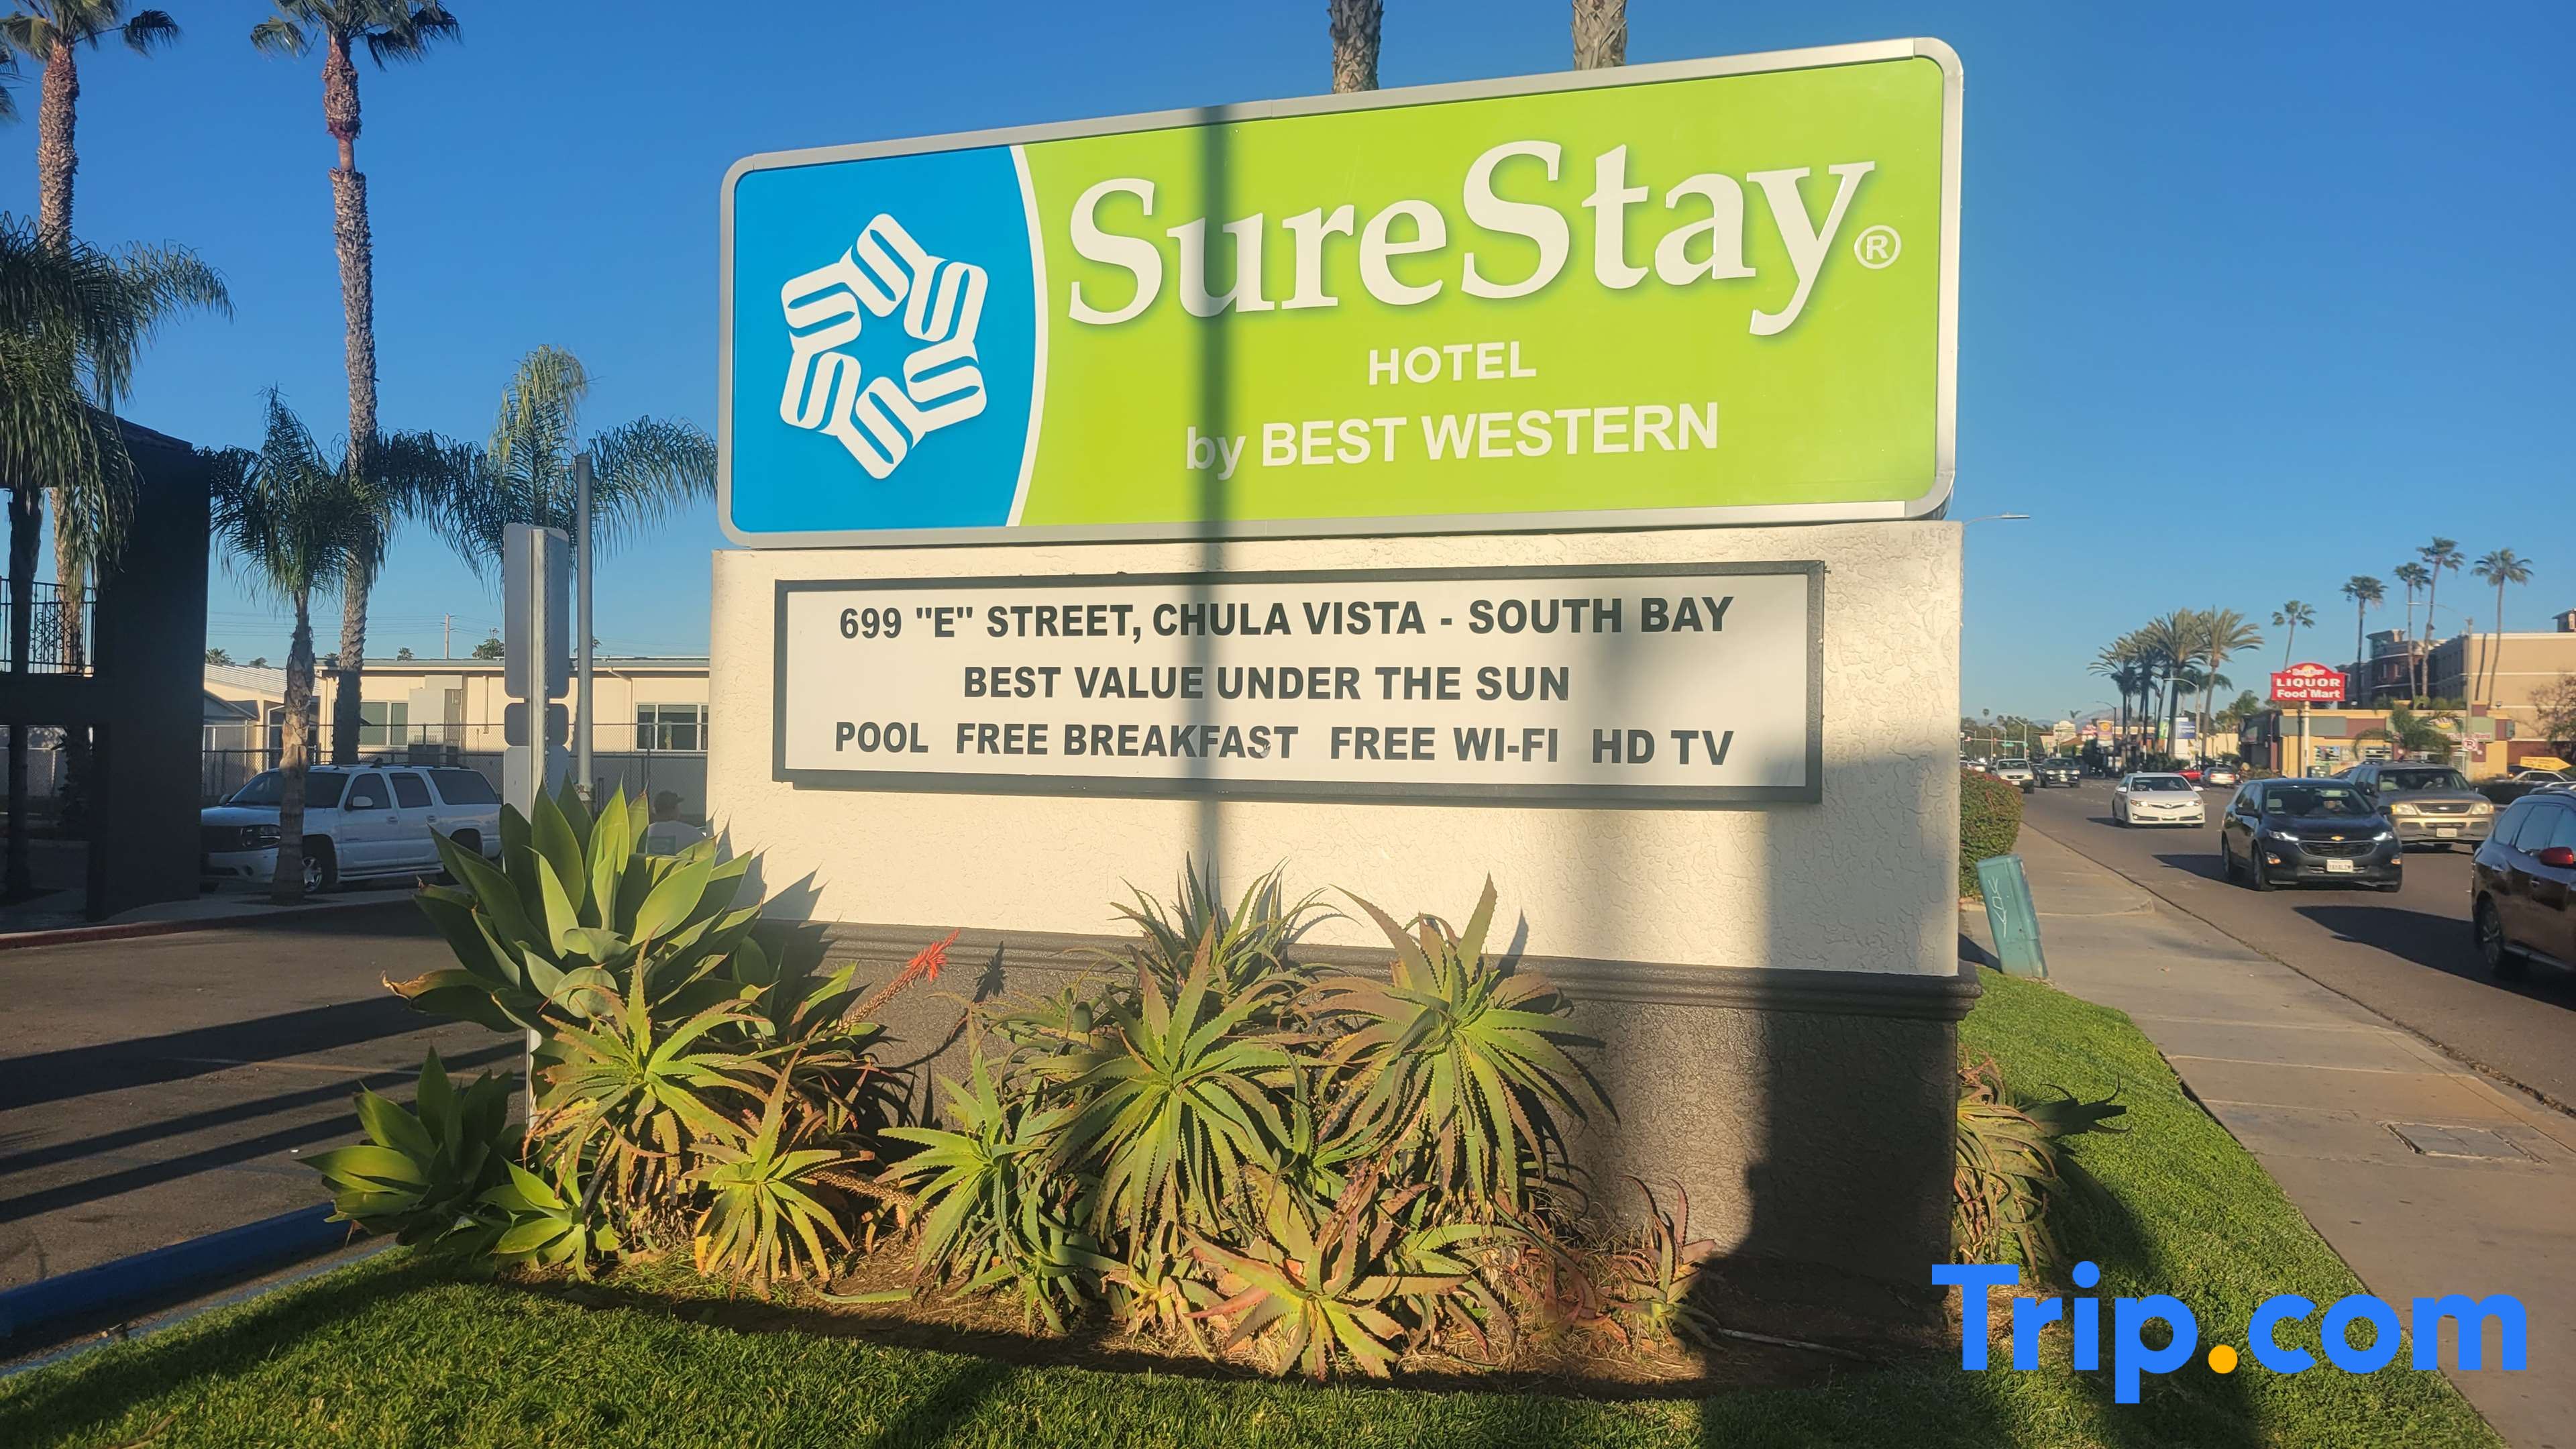 SureStay®
HOTEL
by BEST WESTERN
699 "E" STREET, CHULA VISTA - SOUTH BAY
BEST VALUE UNDER THE SUN
POOL FREE BREAKFAST FREE WI-FI HD TV
LIQUOR
Food Mart
Trip.com